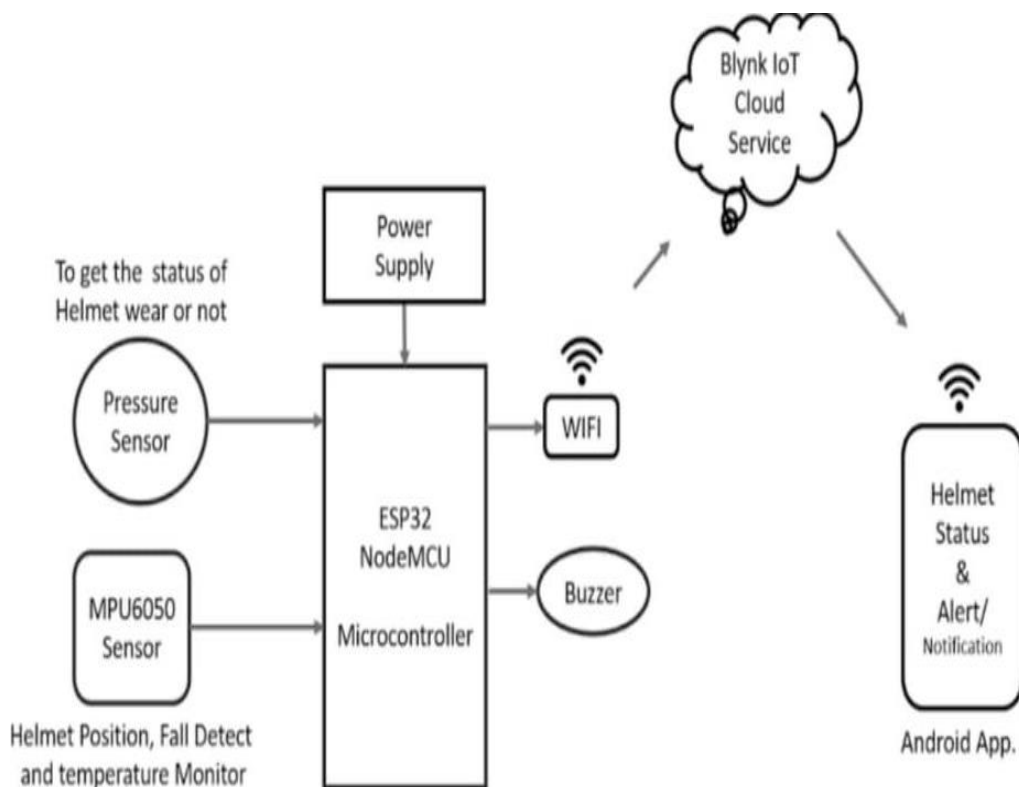 Blynk IoT
Cloud
Service
Power
Supply
To get the status of
Helmet wear or not
Pressure
Sensor
WIFI
ESP32
NodeMCU
Microcontroller
MPU6050
Sensor
Buzzer
Helmet
Status
&
Alert/
Notification
Helmet Position, Fall Detect
and temperature Monitor
Android App.